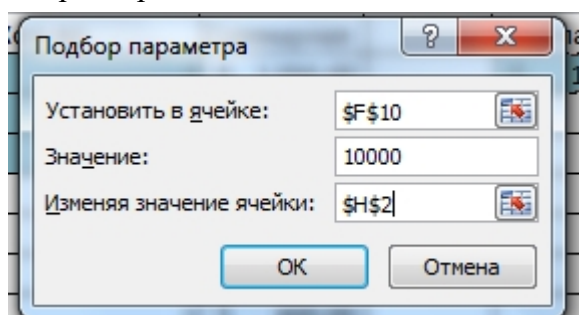 Подбор параметра
Установить в ячейке: $F$10
Значение: 10000
Изменяя значение ячейки: $H$2
ОК Отмена